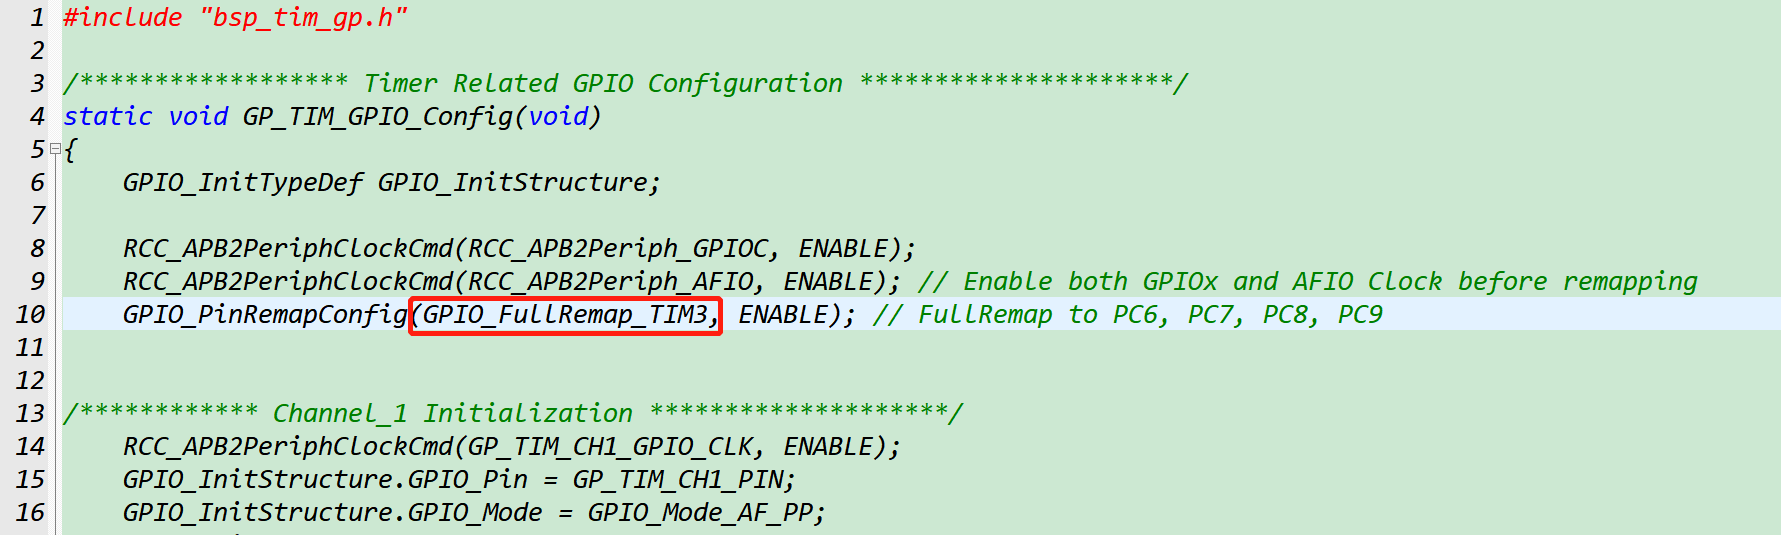 1 #include "bsp_tim_gp.h"
2
3 /****************** Timer Related GPIO Configuration *********************/
4 static void GP_TIM_GPIO_Config(void)
5 {
6 GPIO_InitTypeDef GPIO_InitStructure;
7
8 RCC_APB2PeriphClockCmd(RCC_APB2Periph_GPIOC, ENABLE);
9 RCC_APB2PeriphClockCmd(RCC_APB2Periph_AFIO, ENABLE); // Enable both GPIOx and AFIO Clock before remapping
10 GPIO_PinRemapConfig(GPIO_FullRemap_TIM3, ENABLE); // FullRemap to PC6, PC7, PC8, PC9
11
12
13 /************ Channel_1 Initialization ********************/
14 RCC_APB2PeriphClockCmd(GP_TIM_CH1_GPIO_CLK, ENABLE);
15 GPIO_InitStructure.GPIO_Pin = GP_TIM_CH1_PIN;
16 GPIO_InitStructure.GPIO_Mode = GPIO_Mode_AF_PP;